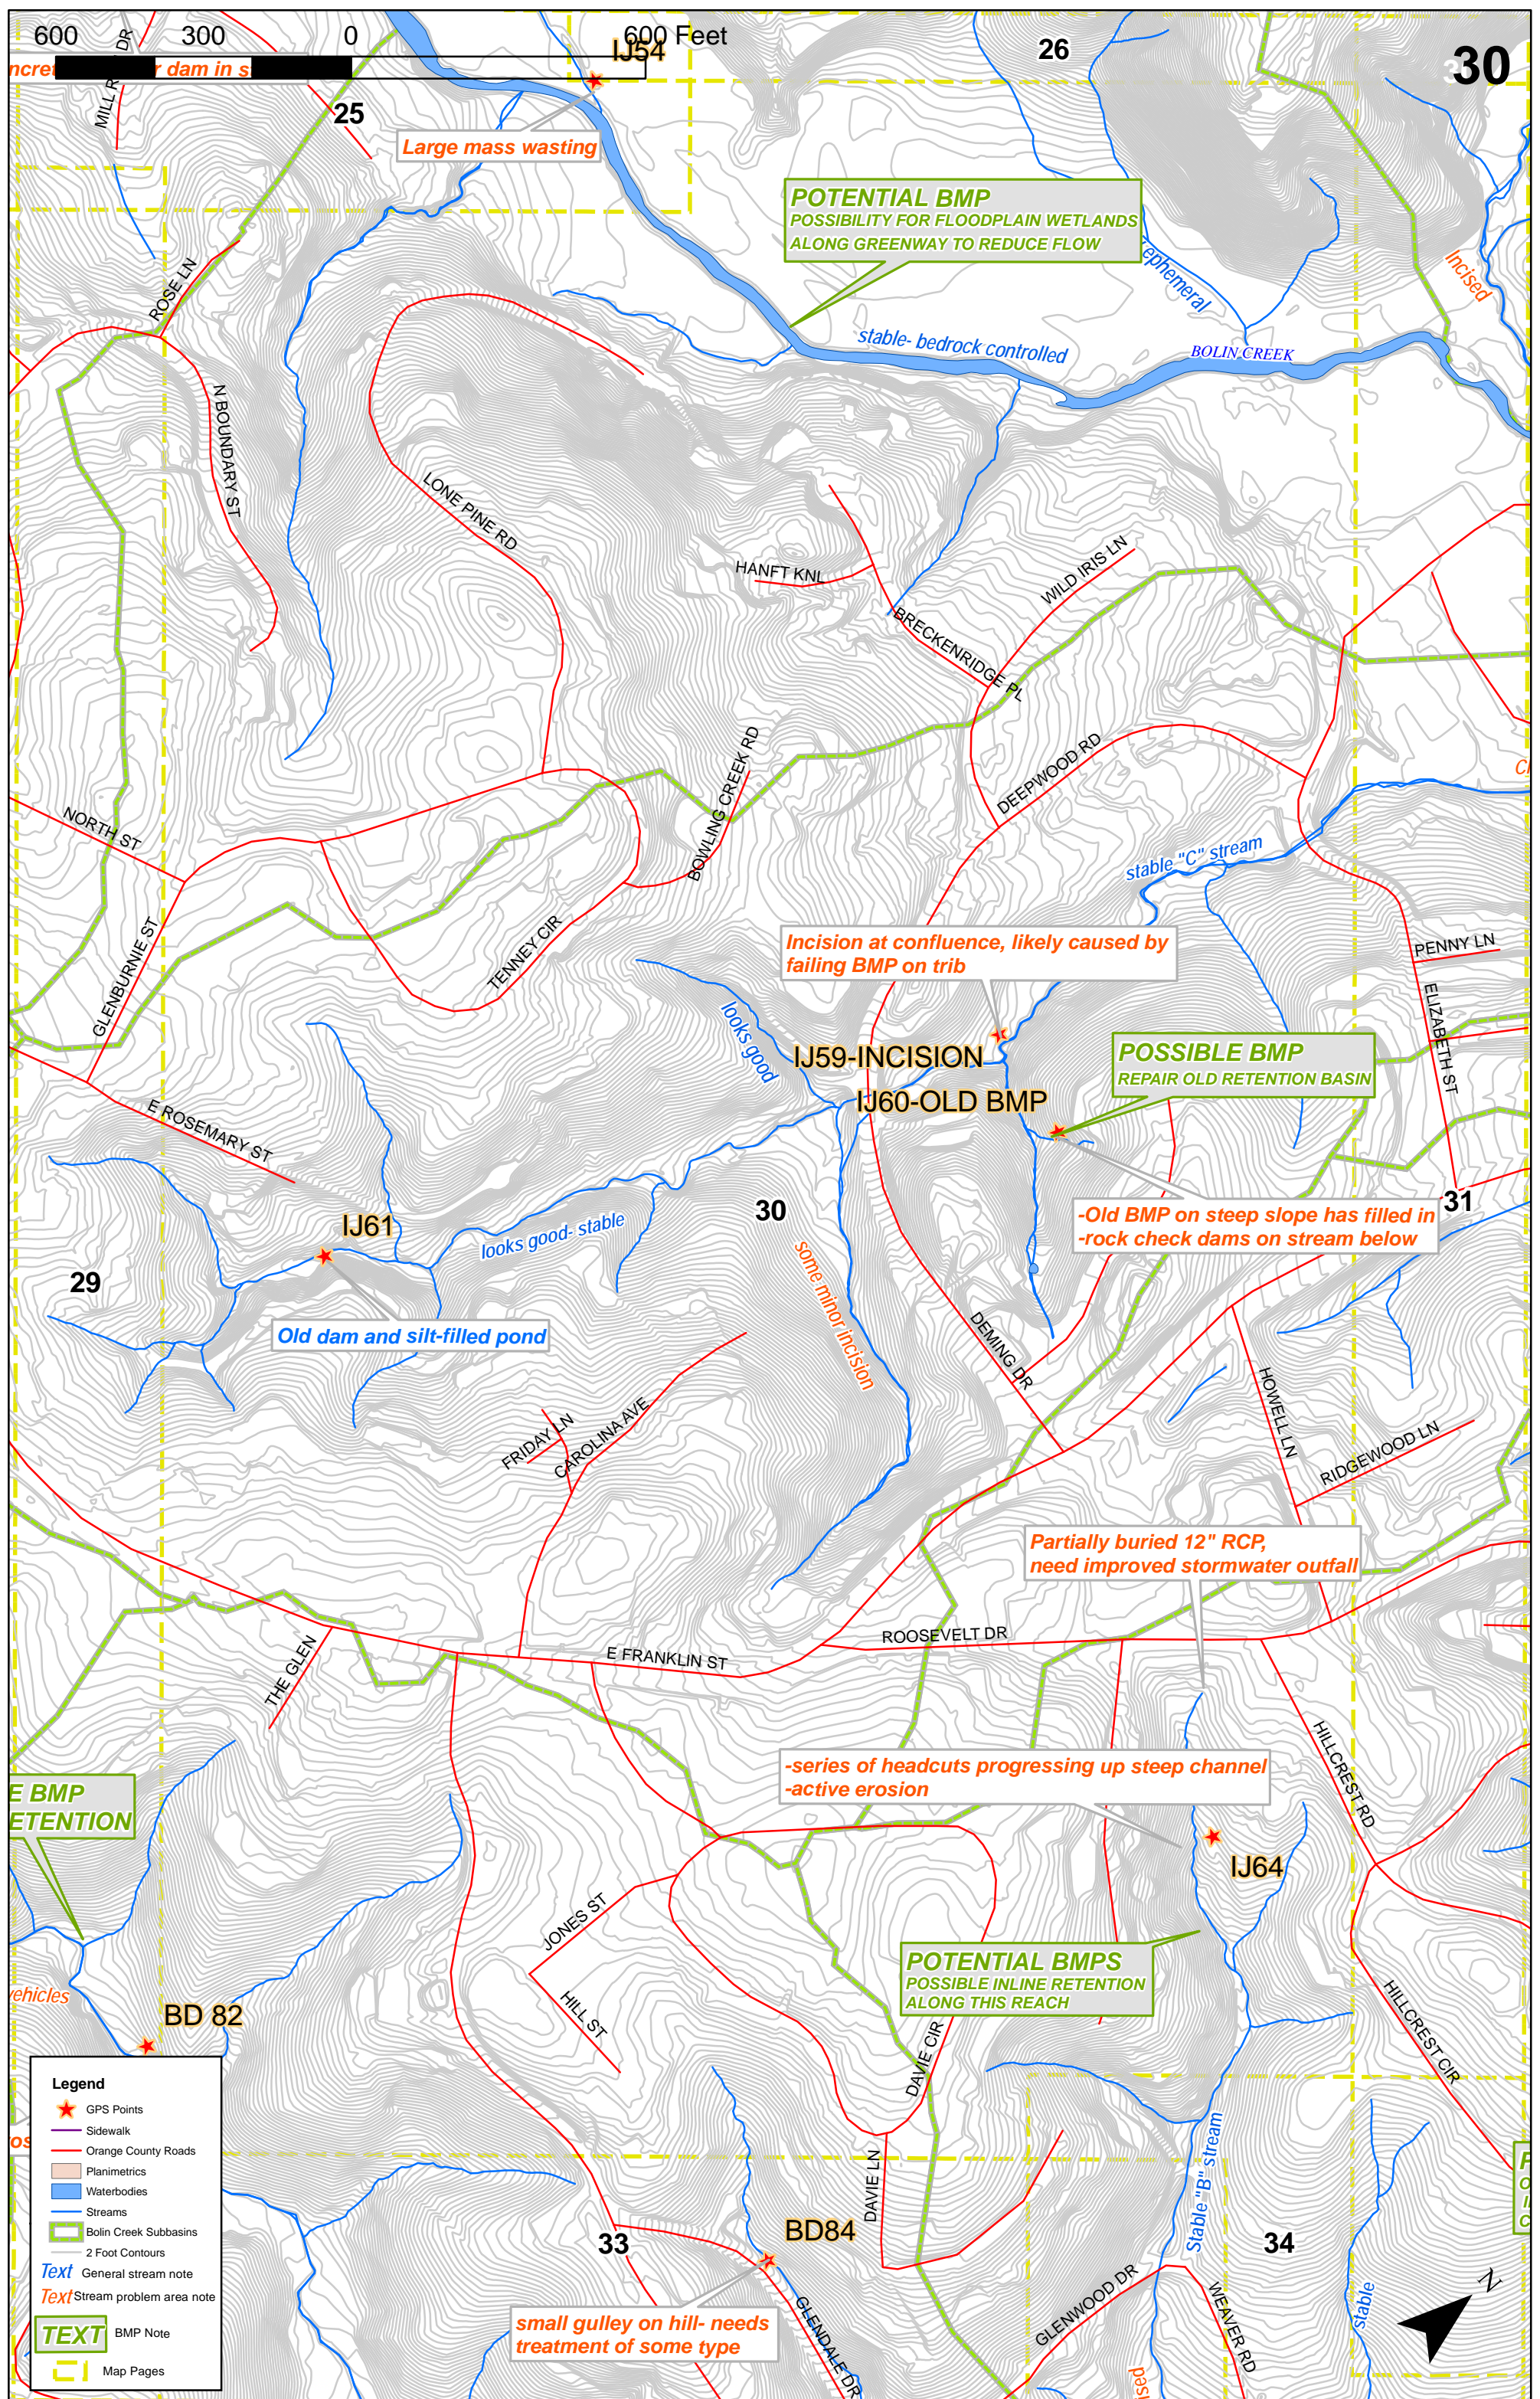 600 300 0 600 Feet
30
IJ54
26
MILL R DR
r dam in s
25
Large mass wasting
POTENTIAL BMP
POSSIBILITY FOR FLOODPLAIN WETLANDS
ALONG GREENWAY TO REDUCE FLOW
ephemeral
Incised
ROSE LN
stable- bedrock controlled
BOLIN CREEK
N BOUNDARY ST
LONE PINE RD
HANFT KNL
WILD IRIS LN
BRECKENRIDGE PL
BOWLING CREEK RD
DEEPWOOD RD
NORTH ST
stable "C" stream
GLENBURNIE ST
TENNEY CIR
Incision at confluence, likely caused by
failing BMP on trib
PENNY LN
ELIZABETH ST
looks good
IJ59-INCISION
POSSIBLE BMP
REPAIR OLD RETENTION BASIN
IJ60-OLD BMP
E ROSEMARY ST
30
31
-Old BMP on steep slope has filled in
-rock check dams on stream below
IJ61
looks good- stable
29
some minor incision
Old dam and silt-filled pond
DEMING DR
HOWELL LN
FRIDAY LN
CAROLINA AVE
RIDGEWOOD LN
Partially buried 12" RCP,
need improved stormwater outfall
ROOSEVELT DR
E FRANKLIN ST
THE GLEN
HILLCREST RD
-series of headcuts progressing up steep channel
-active erosion
E BMP
ETENTION
IJ64
JONES ST
POTENTIAL BMPS
POSSIBLE INLINE RETENTION
ALONG THIS REACH
vehicles
BD 82
HILL ST
HILLCREST CIR
DAVIE CIR
Legend
GPS Points
Sidewalk
Orange County Roads
Planimetrics
Waterbodies
Streams
Bolin Creek Subbasins
2 Foot Contours
Text General stream note
Text Stream problem area note
TEXT BMP Note
Map Pages
DAVIE LN
Stable "B" stream
33
BD84
34
GLENWOOD DR
WEAVER RD
stable
N
small gulley on hill- needs
treatment of some type
GLENDALE DR